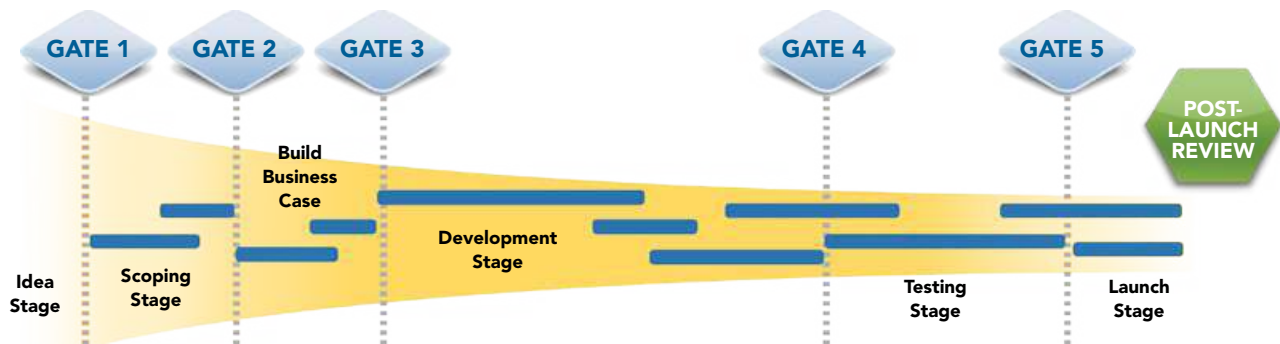 GATE 1
GATE 2
GATE 3
GATE 4
GATE 5
POST-
LAUNCH
REVIEW
Build
Business
Case
Development
Stage
Idea
Stage
Scoping
Stage
Testing
Stage
Launch
Stage